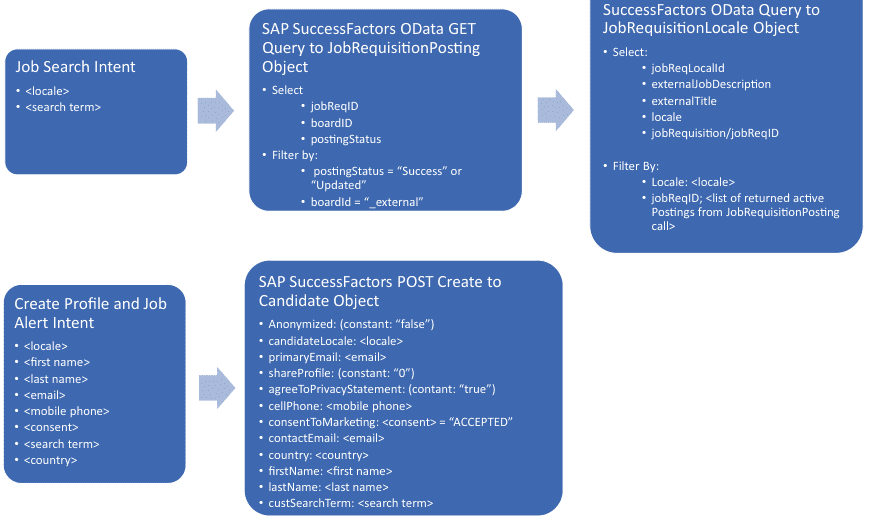 Job Search Intent
• <locale>
• <search term>
SAP SuccessFactors OData GET
Query to JobRequisitionPosting
Object
• Select
• jobReqID
• boardID
• postingStatus
• Filter by:
• postingStatus = “Success” or
“Updated”
• boardId = “_external”
SuccessFactors OData Query to
JobRequisitionLocale Object
• Select:
• jobReqLocalId
• externalJobDescription
• externalTitle
• locale
• jobRequisition/jobReqID
• Filter By:
• Locale: <locale>
• jobReqID; <list of returned active
Postings from JobRequisitionPosting
call>
Create Profile and Job
Alert Intent
• <locale>
• <first name>
• <last name>
• <email>
• <mobile phone>
• <consent>
• <search term>
• <country>
SAP SuccessFactors POST Create to
Candidate Object
• Anonymized: (constant: “false”)
• candidateLocale: <locale>
• primaryEmail: <email>
• shareProfile: (constant: “0”)
• agreeToPrivacyStatement: (contant: “true”)
• cellPhone: <mobile phone>
• consentToMarketing: <consent> = “ACCEPTED”
• contactEmail: <email>
• country: <country>
• firstName: <first name>
• lastName: <last name>
• custSearchTerm: <search term>